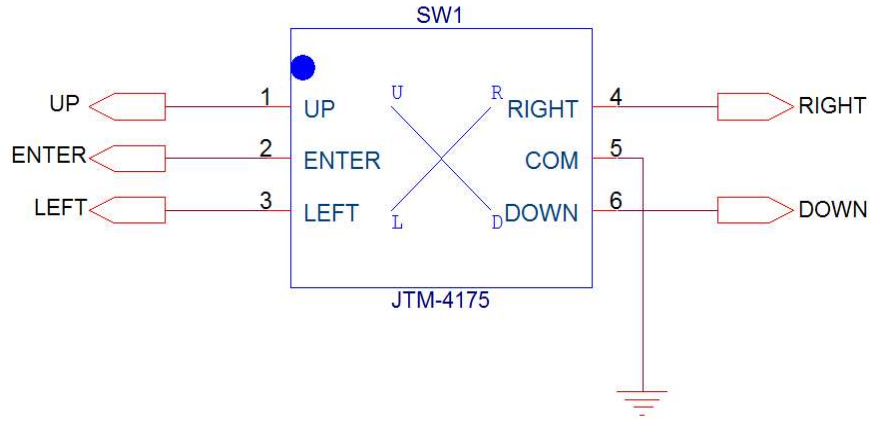 SW1
UP 1 UP U R RIGHT 4 RIGHT
ENTER 2 ENTER COM 5
LEFT 3 LEFT L D DOWN 6 DOWN
JTM-4175